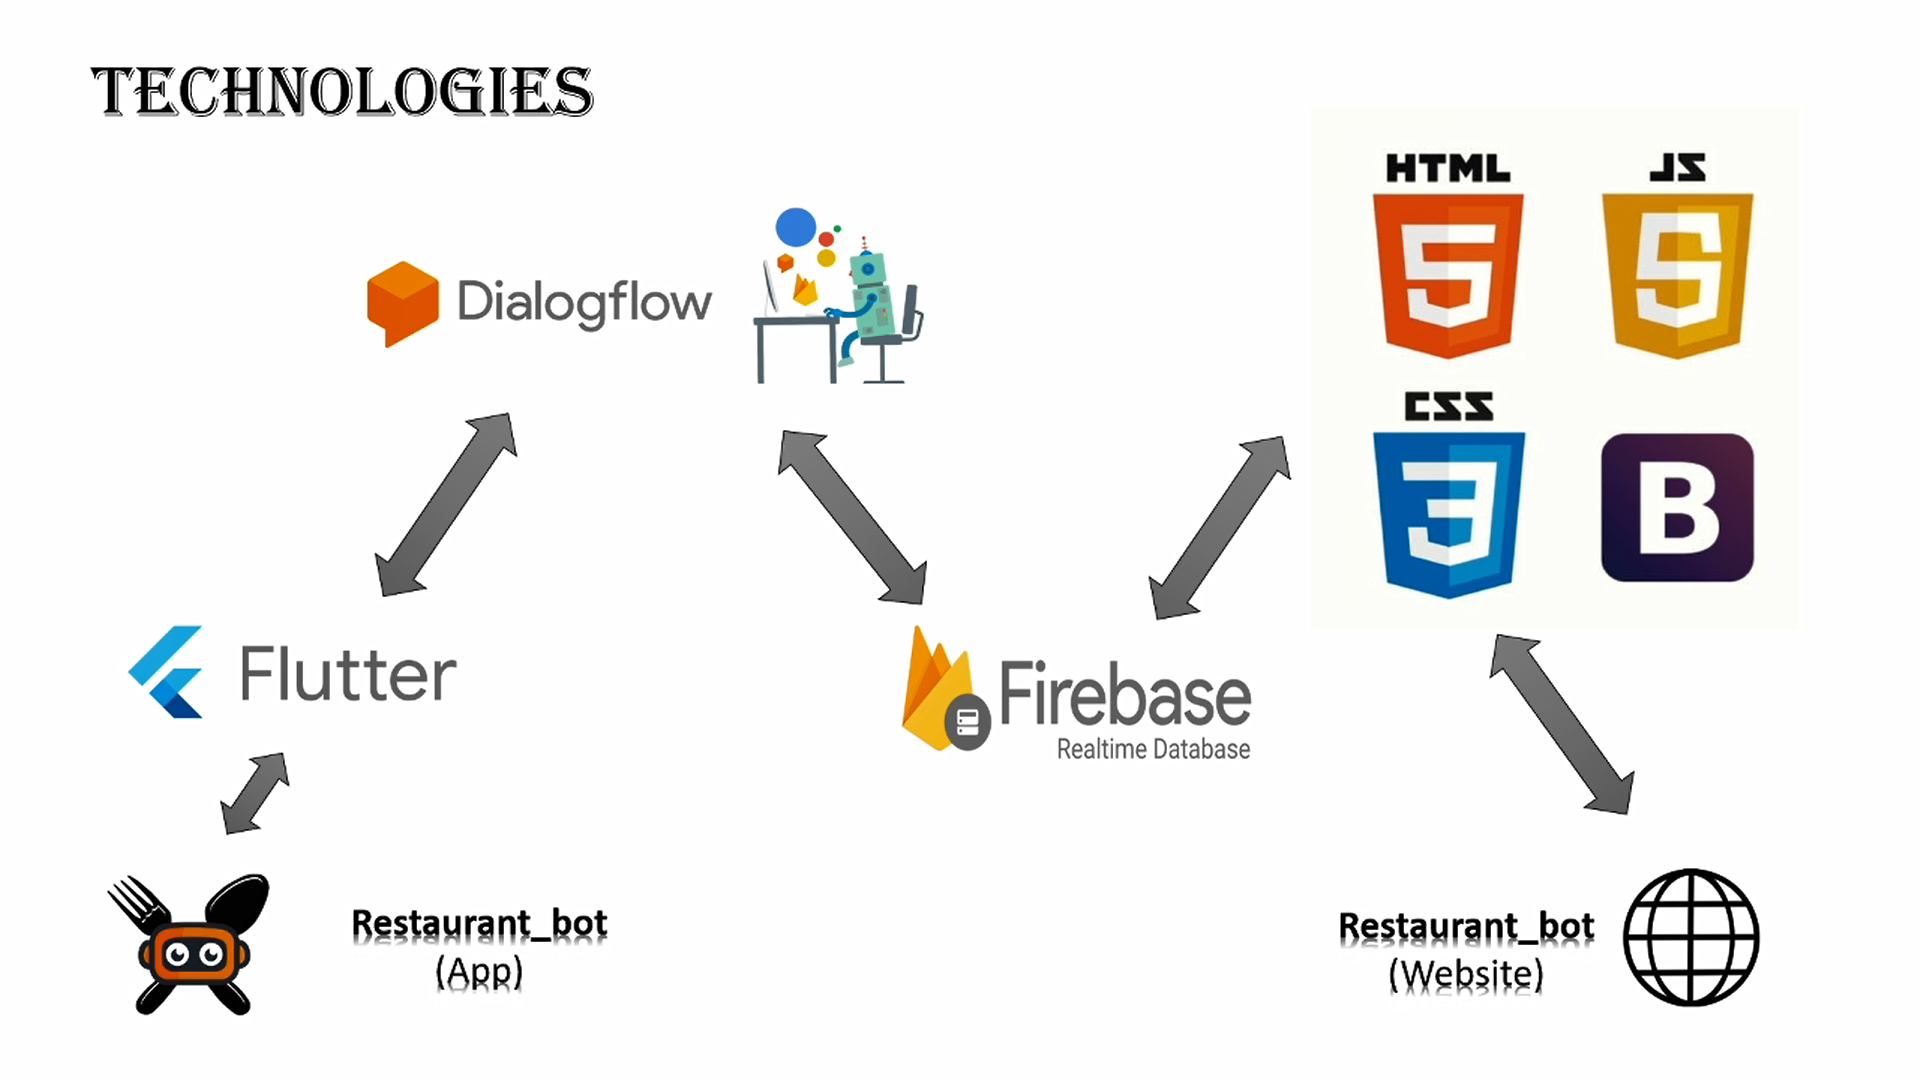 TECHNOLOGIES
HTML
JS
5
5
Dialogflow
CSS
3
B
Flutter
Firebase
Realtime Database
Restaurant_bot
(App)
Restaurant_bot
(Website)